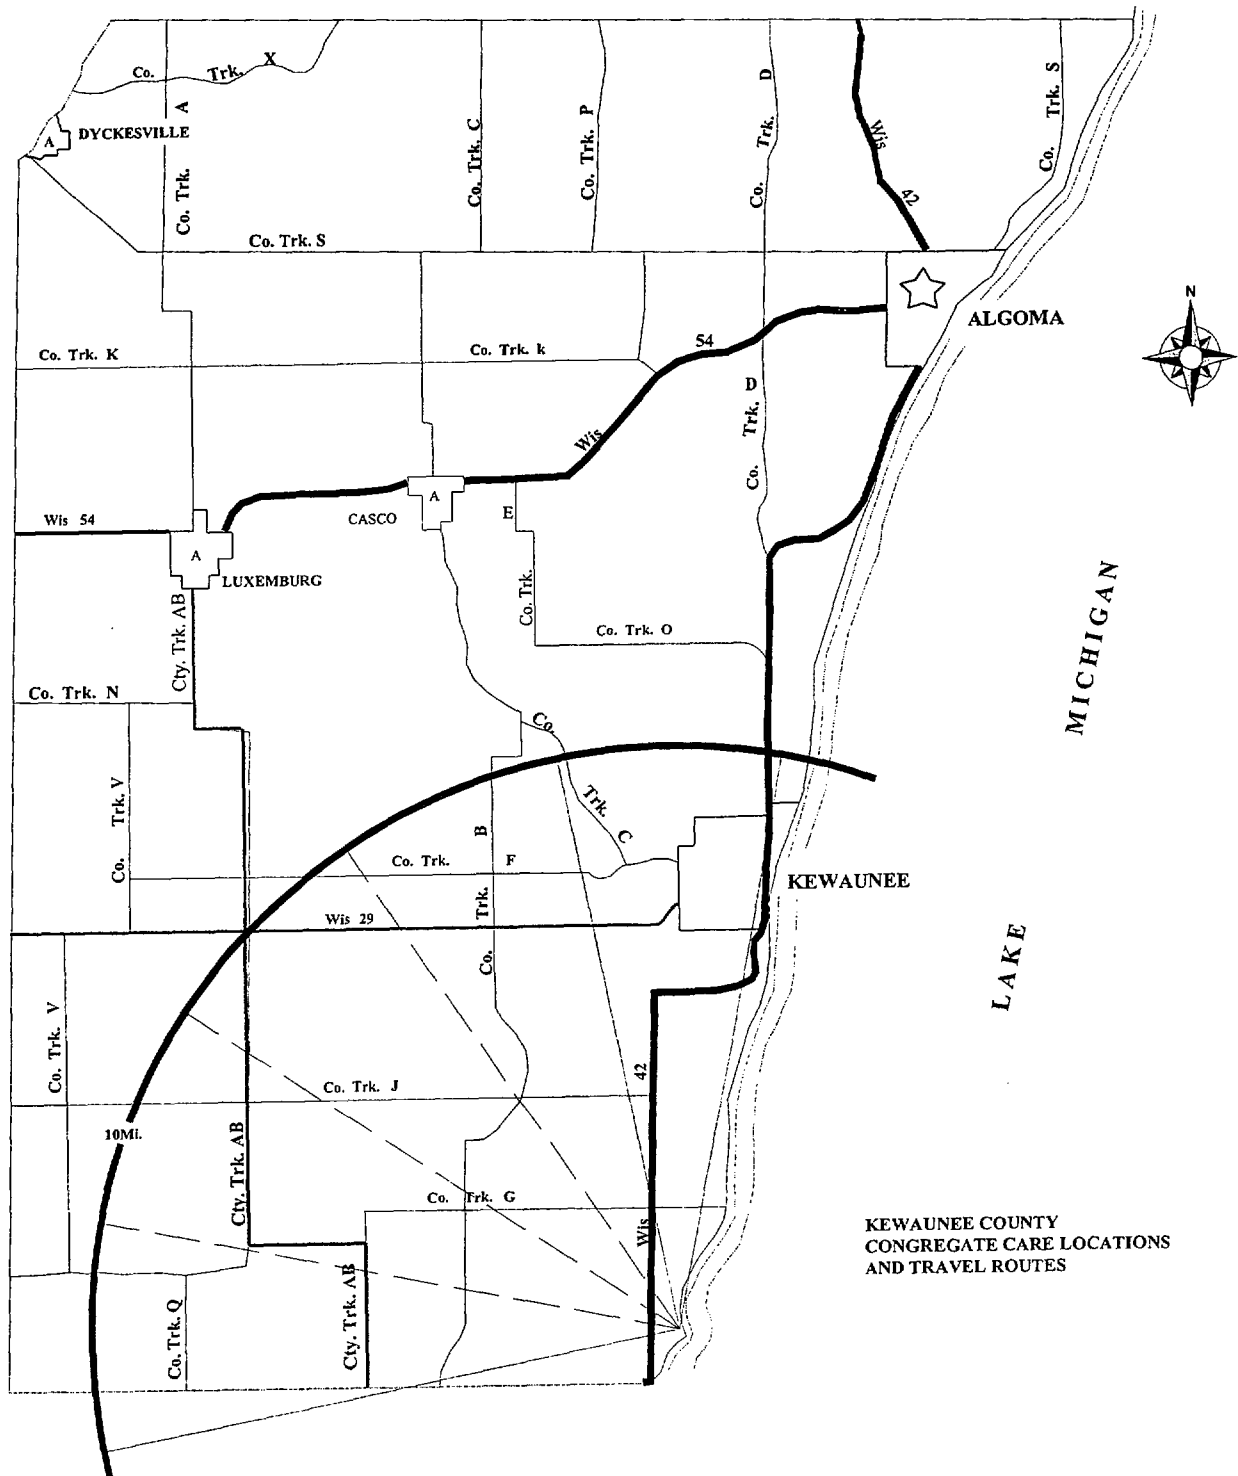 Co. Trk. X
Co. Trk. A
Co. Trk. C
Co. Trk. P
Co. Trk. D
Wis 42
Co. Trk. S
A
DYCKESVILLE
Co. Trk. S
N
ALGOMA
Co. Trk. K
Co. Trk. k
Wis 54
Co. Trk. D
Wis 54
A
CASCO
E
Co. Trk.
A
LUXEMBURG
Cty. Trk. AB
Co. Trk. O
Co. Trk. N
LAKE MICHIGAN
Co. Trk. V
Co. Trk. C
Co. Trk. B
Co. Trk. F
KEWAUNEE
Wis 29
Co. Trk. V
Co. Trk. J
Wis 42
10Mi.
Cty. Trk. AB
Co. Trk. G
KEWAUNEE COUNTY
CONGREGATE CARE LOCATIONS
AND TRAVEL ROUTES
Co. Trk. Q
Cty. Trk. AB